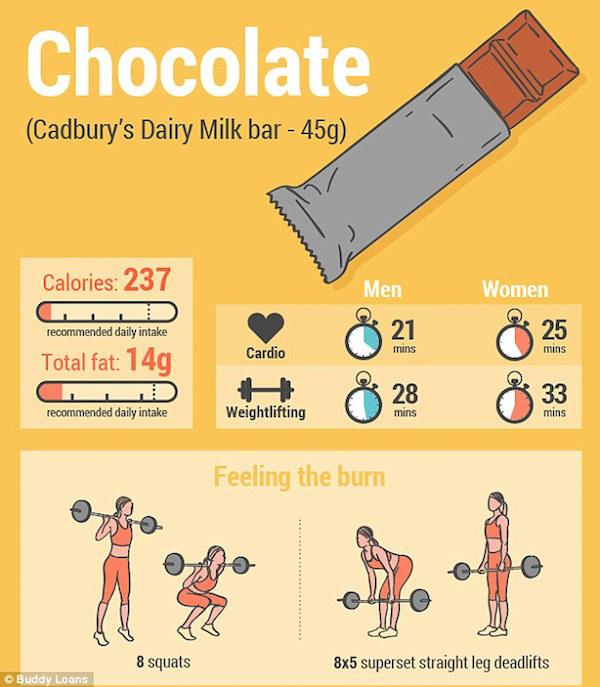 Chocolate
(Cadbury's Dairy Milk bar - 45g)
Calories: 237
recommended daily intake
Total fat: 14g
recommended daily intake
Men Women
Cardio
21 mins
25 mins
Weightlifting
28 mins
33 mins
Feeling the burn
8 squats
8x5 superset straight leg deadlifts
© Buddy Loans